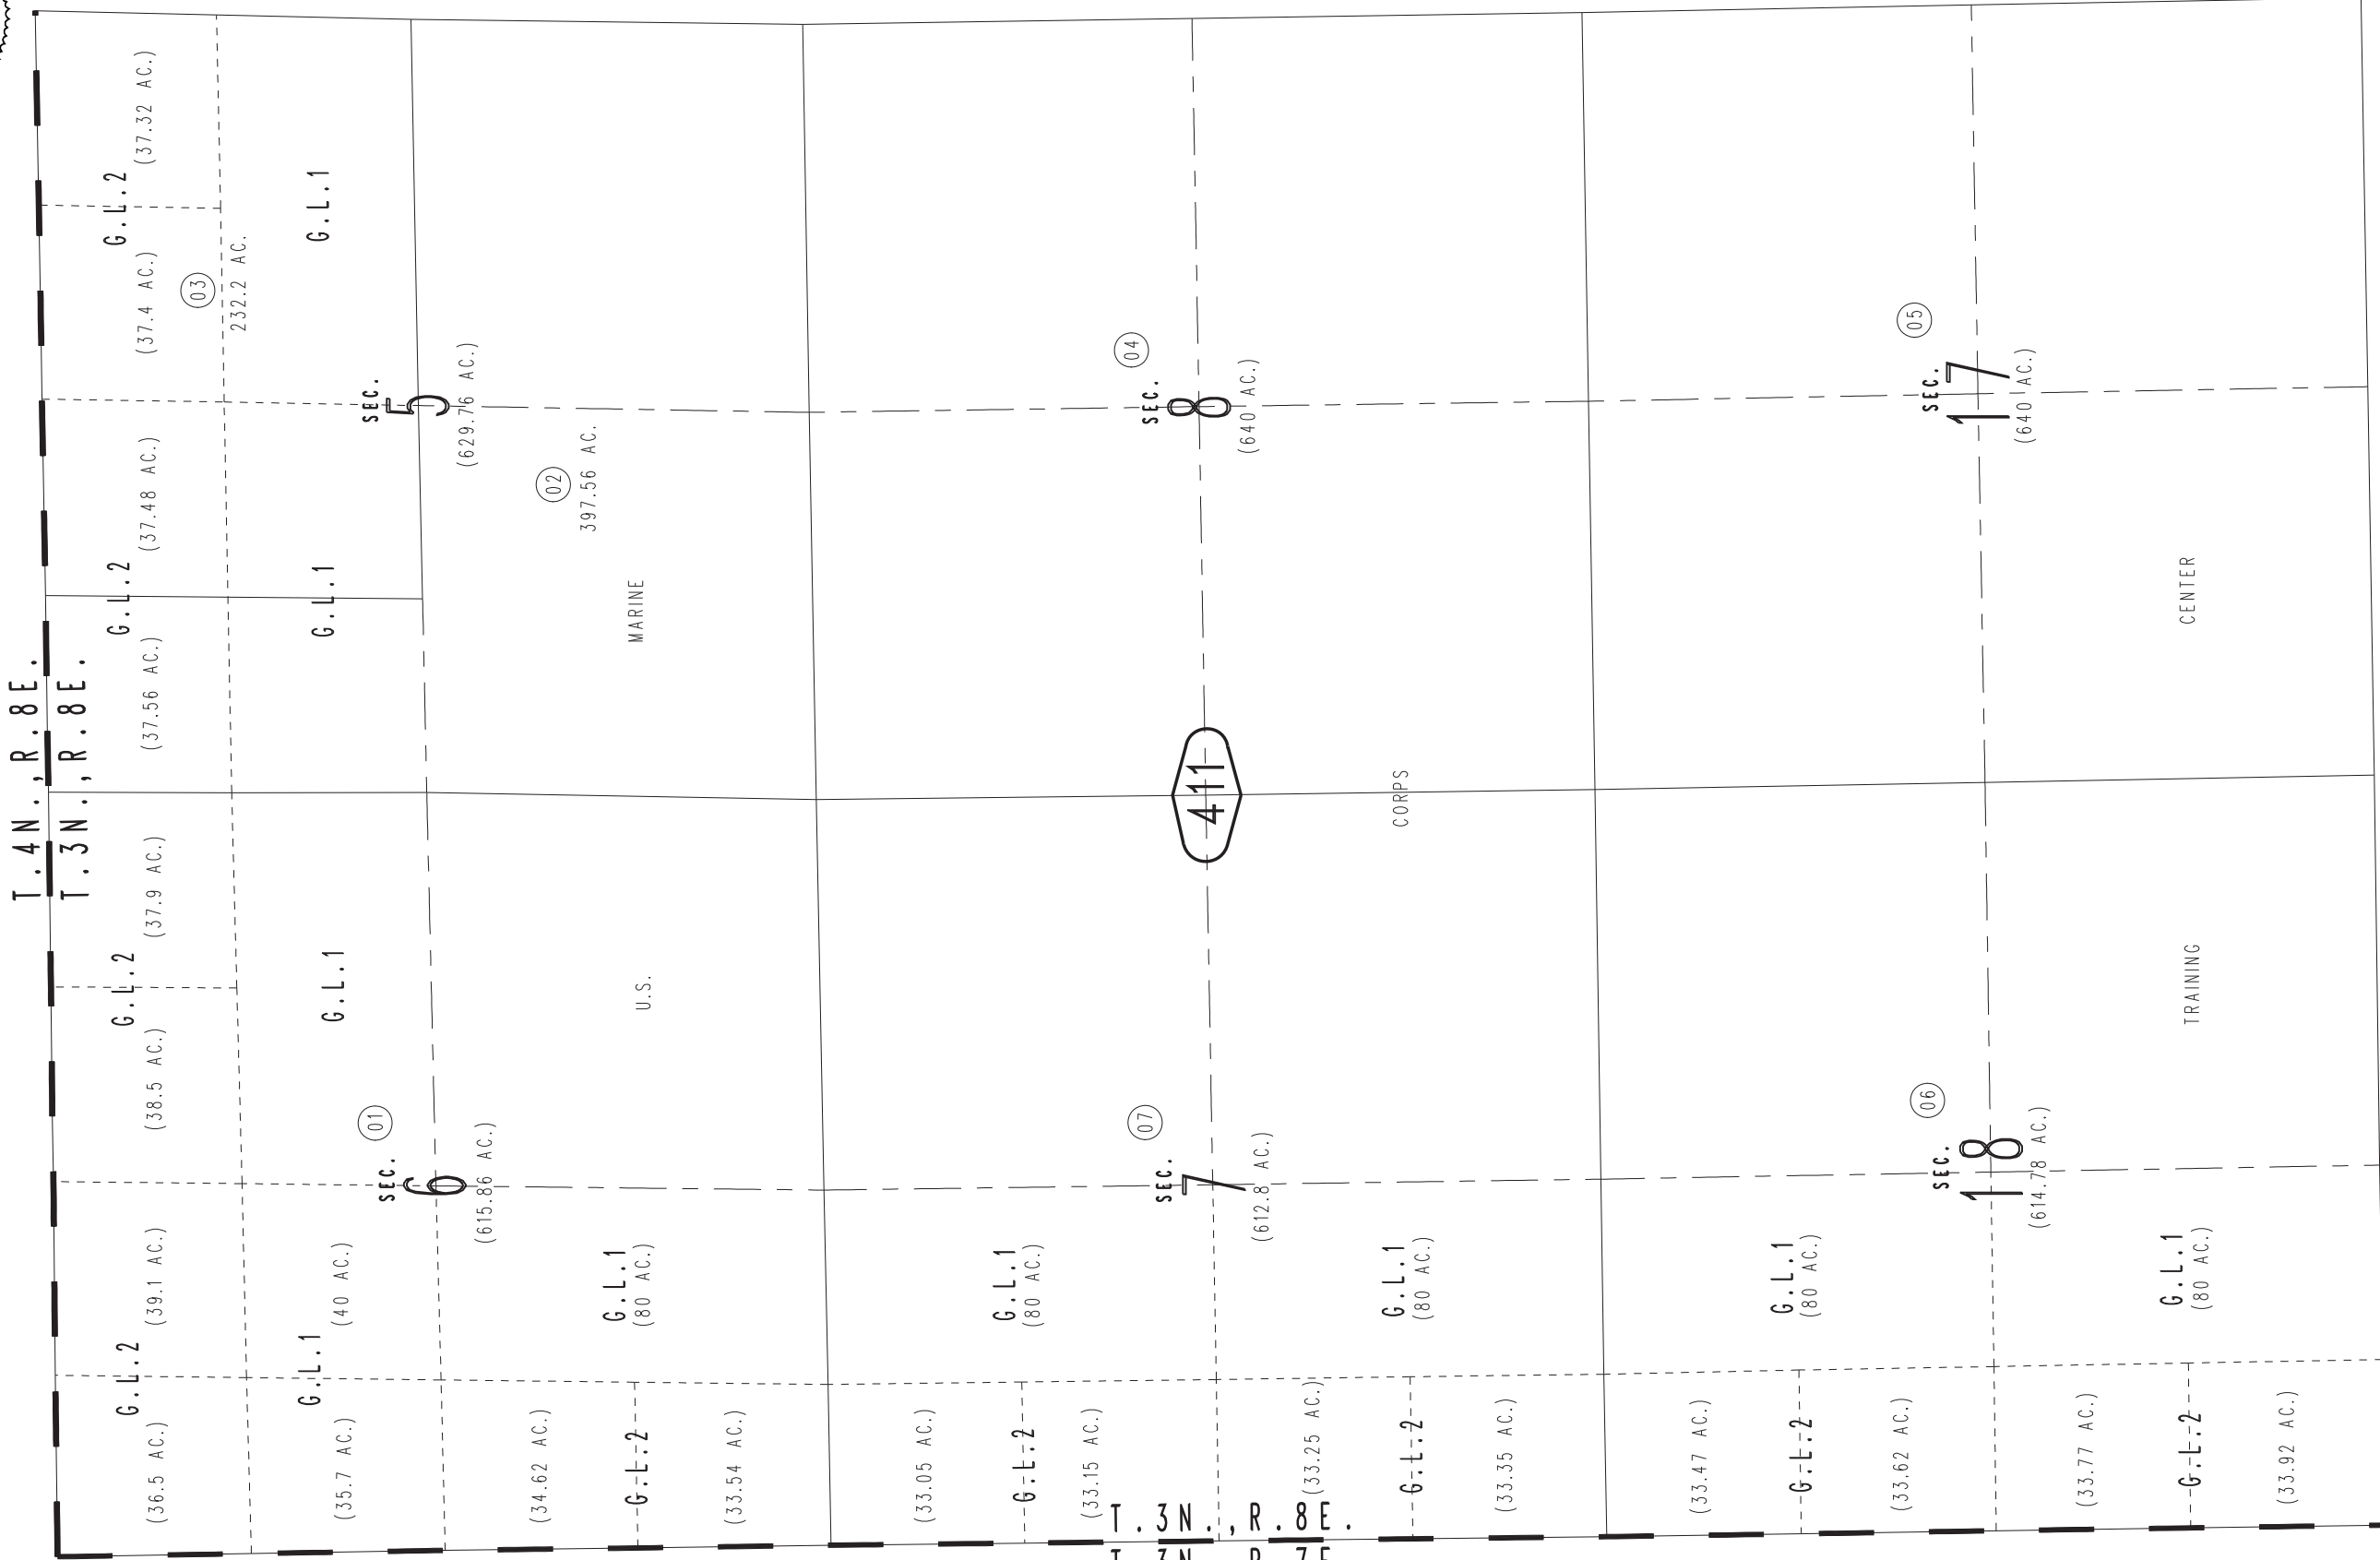 T.4N.,R.8E.
T.3N.,R.8E.
(36.5 AC.)
G.L.2
(39.1 AC.)
(38.5 AC.)
G.L.2
(37.9 AC.)
(37.56 AC.)
G.L.2
(37.48 AC.)
(37.4 AC.)
G.L.2
(37.32 AC.)
03
232.2 AC.
(35.7 AC.)
G.L.1
(40 AC.)
G.L.1
G.L.1
G.L.1
01
SEC.
6
(615.86 AC.)
SEC.
5
(629.76 AC.)
02
397.56 AC.
(34.62 AC.)
G.L.2
(33.54 AC.)
G.L.1
(80 AC.)
U.S.
MARINE
(33.05 AC.)
G.L.2
(33.15 AC.)
G.L.1
(80 AC.)
07
SEC.
7
(612.8 AC.)
411
04
SEC.
8
(640 AC.)
(33.25 AC.)
G.L.2
(33.35 AC.)
G.L.1
(80 AC.)
CORPS
(33.47 AC.)
G.L.2
(33.62 AC.)
G.L.1
(80 AC.)
06
SEC.
18
(614.78 AC.)
05
SEC.
17
(640 AC.)
(33.77 AC.)
G.L.2
(33.92 AC.)
G.L.1
(80 AC.)
TRAINING
CENTER
T.3N.,R.8E.